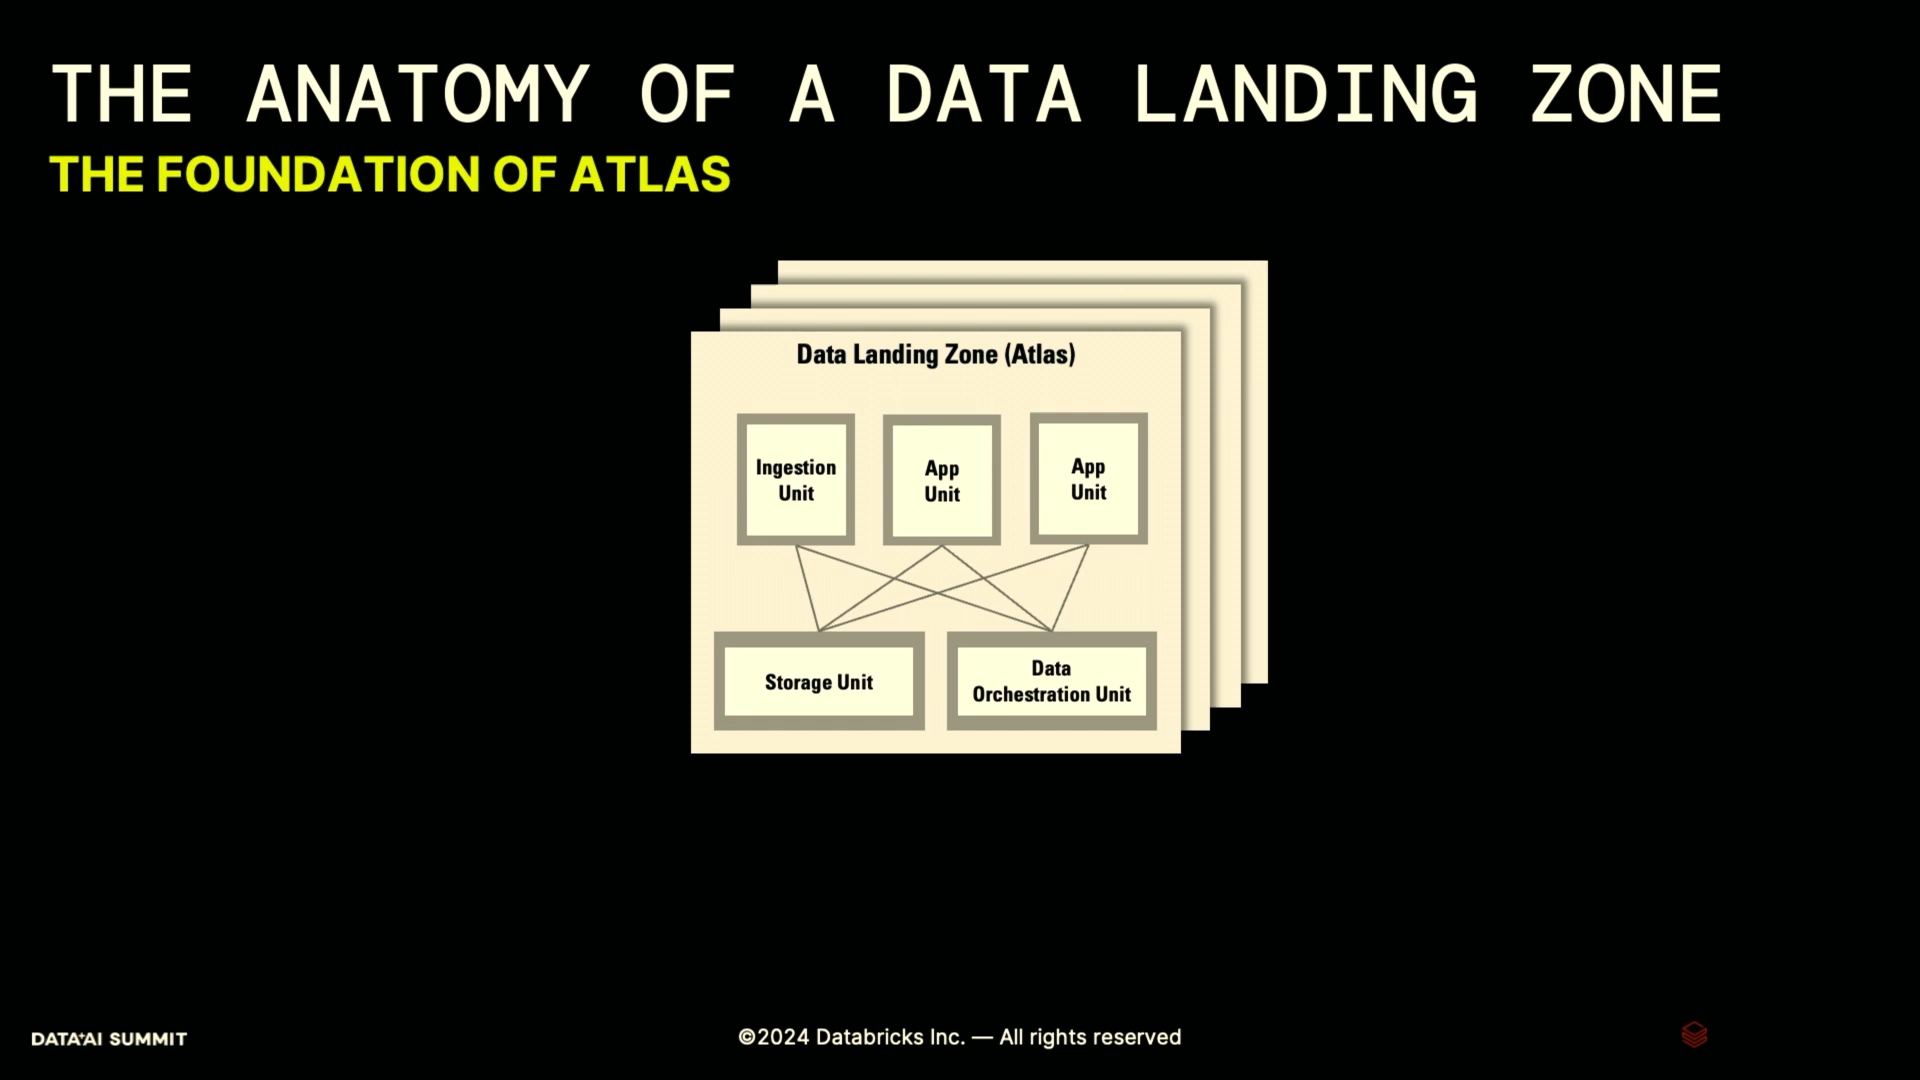 THE ANATOMY OF A DATA LANDING ZONE
THE FOUNDATION OF ATLAS
Data Landing Zone (Atlas)
Ingestion
Unit
App
Unit
App
Unit
Storage Unit
Data
Orchestration Unit
DATA+AI SUMMIT
©2024 Databricks Inc. — All rights reserved